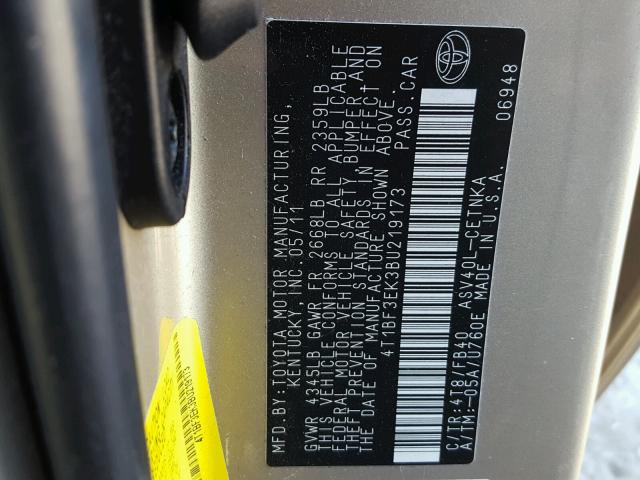 MFD.BY:TOYOTA MOTOR MANUFACTURING,
KENTUCKY, INC. 05/11
GVWR 4345LB GAWR FR 2668LB RR 2359LB
THIS VEHICLE CONFORMS TO ALL APPLICABLE
FEDERAL MOTOR VEHICLE SAFETY, BUMPER, AND
THEFT PREVENTION STANDARDS IN EFFECT ON
THE DATE OF MANUFACTURE SHOWN ABOVE.
4T1BF3EK3BU219173 PASS.CAR
C/TR:4T8/FB40 ASV40L-CETNKA
A/TM:-05A/U760E MADE IN U.S.A.
06948
4T1BF3EK3BU219173